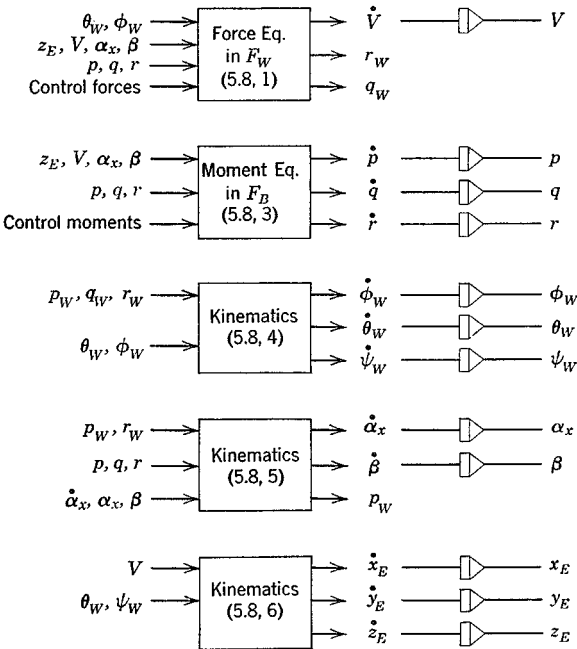 θ_W, ϕ_W
z_E, V, α_x, β
p, q, r
Control forces
Force Eq.
in F_W
(5.8, 1)
V̇
r_W
q_W
V
z_E, V, α_x, β
p, q, r
Control moments
Moment Eq.
in F_B
(5.8, 3)
ṗ
q̇
ṙ
p
q
r
p_W, q_W, r_W
θ_W, ϕ_W
Kinematics
(5.8, 4)
ϕ̇_W
θ̇_W
ψ̇_W
ϕ_W
θ_W
ψ_W
p_W, r_W
p, q, r
α̇_x, α_x, β
Kinematics
(5.8, 5)
α̇_x
β̇
p_W
α_x
β
V
θ_W, ψ_W
Kinematics
(5.8, 6)
ẋ_E
ẏ_E
ż_E
x_E
y_E
z_E